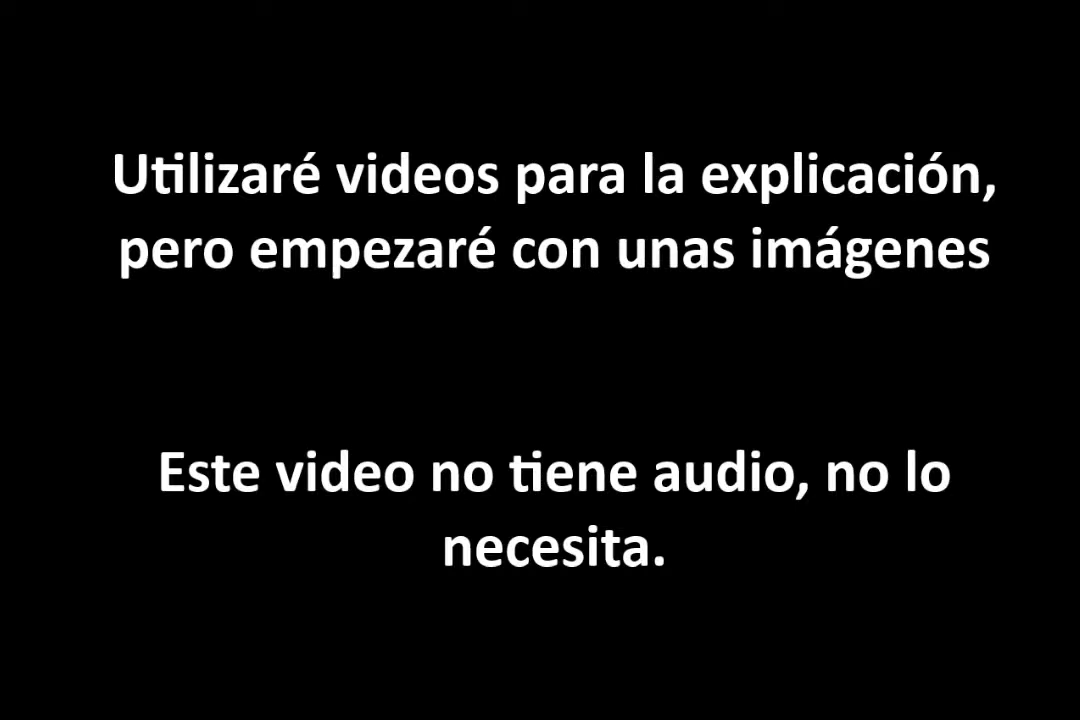 Utilizaré videos para la explicación,
pero empezaré con unas imágenes
Este video no tiene audio, no lo
necesita.